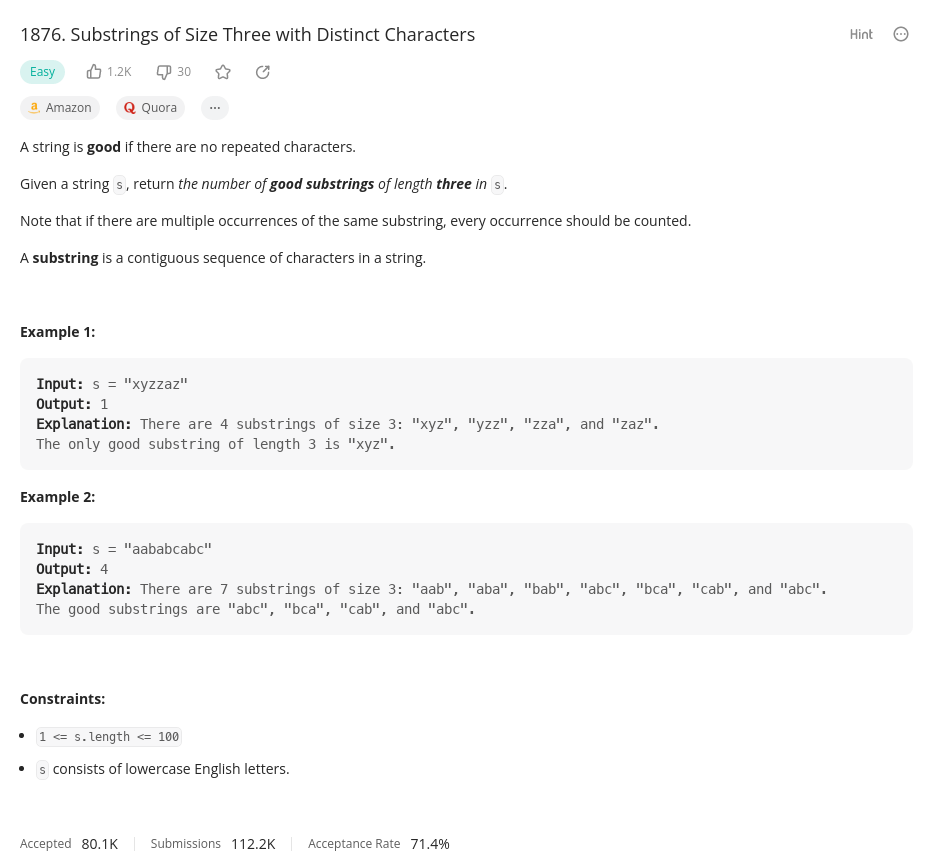 1876. Substrings of Size Three with Distinct Characters
Hint
Easy 1.2K 30
Amazon Quora ...
A string is good if there are no repeated characters.
Given a string s, return the number of good substrings of length three in s.
Note that if there are multiple occurrences of the same substring, every occurrence should be counted.
A substring is a contiguous sequence of characters in a string.
Example 1:
Input: s = "xyzzaz"
Output: 1
Explanation: There are 4 substrings of size 3: "xyz", "yzz", "zza", and "zaz".
The only good substring of length 3 is "xyz".
Example 2:
Input: s = "aababcabc"
Output: 4
Explanation: There are 7 substrings of size 3: "aab", "aba", "bab", "abc", "bca", "cab", and "abc".
The good substrings are "abc", "bca", "cab", and "abc".
Constraints:
• 1 <= s.length <= 100
• s consists of lowercase English letters.
Accepted 80.1K Submissions 112.2K Acceptance Rate 71.4%